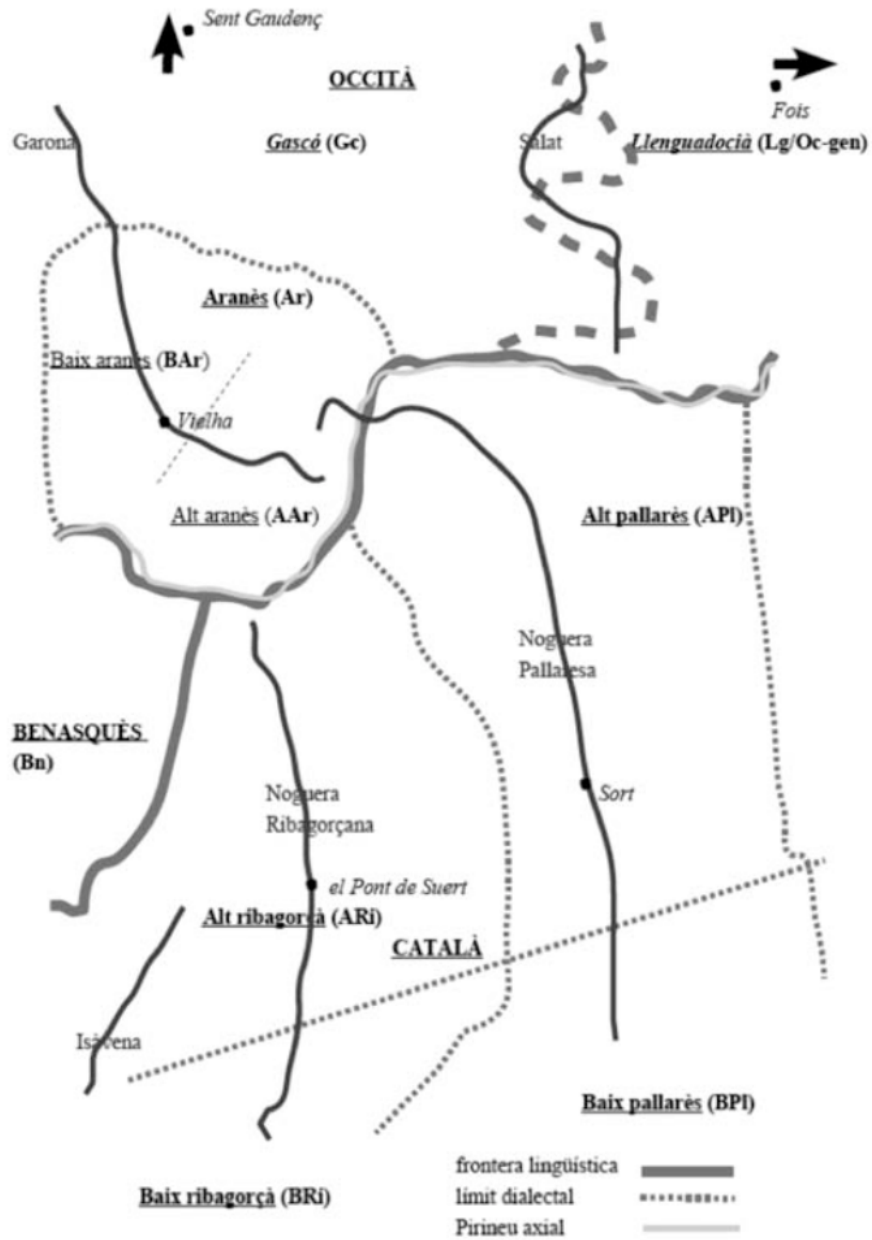 Sent Gaudenç
OCCITÀ
Fois
Garona
Gascó (Gc)
Salat
Llenguadocià (Lg/Oc-gen)
Aranès (Ar)
Baix aranès (BAr)
Vielha
Alt aranès (AAr)
Alt pallarès (APl)
Noguera
Pallaresa
BENASQUÈS
(Bn)
Noguera
Ribagorçana
Sort
el Pont de Suert
Alt ribagorçà (ARi)
CATALÀ
Isàvena
Baix pallarès (BPl)
frontera lingüística
límit dialectal
Baix ribagorçà (BRi)
Pirineu axial